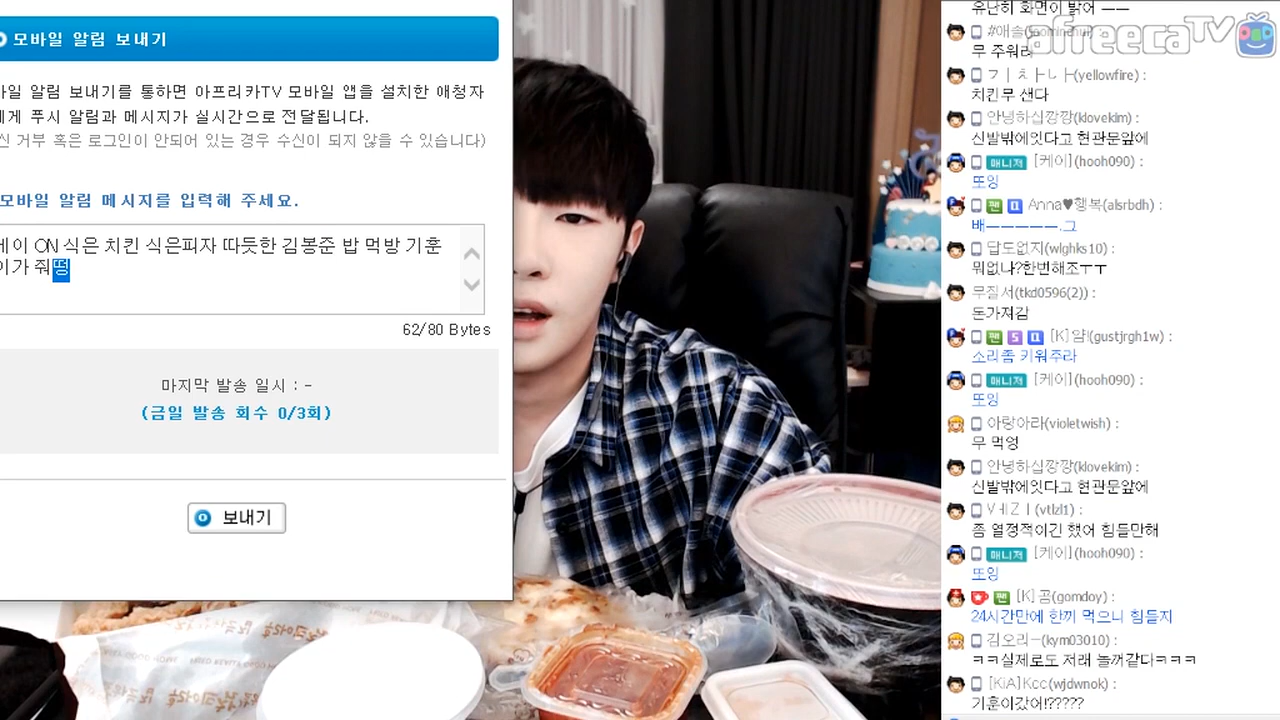 모바일 알림 보내기
바일 알림 보내기를 통하면 아프리카TV 모바일 앱을 설치한 애청자
에게 푸시 알림과 메시지가 실시간으로 전달됩니다.
신 거부 혹은 로그인이 안되어 있는 경우 수신이 되지 않을 수 있습니다)
모바일 알림 메시지를 입력해 주세요.
케이 ON 식은 치킨 식은피자 따듯한 김봉준 밥 먹방 기훈
이가 줘띵
62/80 Bytes
마지막 발송 일시 : -
(금일 발송 회수 0/3회)
보내기
afreecaTV
유난히 화면이 밝어 ㅡㅡ
무 주워라
ㄱㅣㅊㅏㄴㅏ(yellowfire) :
치킨무 샌다
안녕하십깡깡(klovekim) :
신발밖에잇다고 현관문앞에
매니저 [케이](hooh090) :
또잉
팬 Anna♥행복(alsrbdh) :
배ㅡㅡㅡㅡㅡ.그
답도없지(wlghks10) :
뭐없냐?한번해조ㅜㅜ
무질서(tkd0596(2)) :
돈가져감
팬 S [K]얌!(gustjrgh1w) :
소리좀 키워주라
매니저 [케이](hooh090) :
또잉
아랑아리(violetwish) :
무 먹엉
안녕하십깡깡(klovekim) :
신발밖에잇다고 현관문앞에
(vtlzl1) :
좀 열정적이긴 했어 힘들만해
매니저 [케이](hooh090) :
또잉
팬 [K]곰(gomdoy) :
24시간만에 한끼 먹으니 힘들지
김오리ㅡ(kym03010) :
ㅋㅋ실제로도 저래 놀꺼같다ㅋㅋㅋ
[KiA]Kcc(wjdwnok) :
기훈이갔어!?????